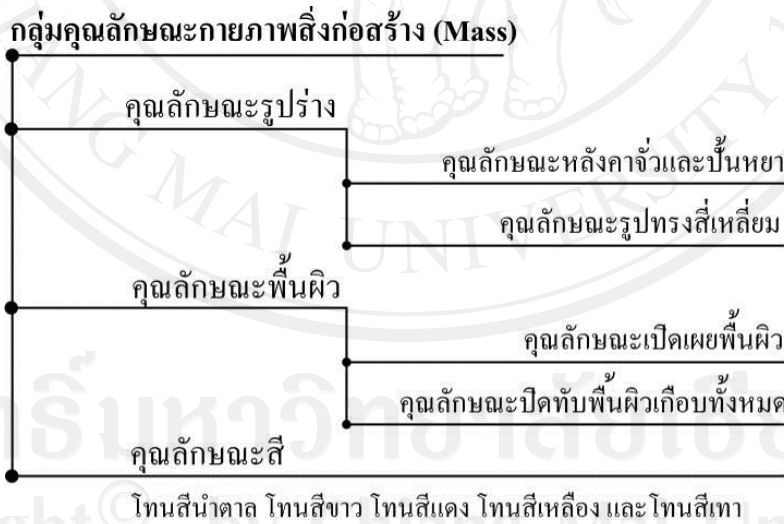 กลุ่มคุณลักษณะกายภาพสิ่งก่อสร้าง (Mass)
คุณลักษณะรูปร่าง
คุณลักษณะหลังคาจั่วและปั้นหยา
คุณลักษณะรูปทรงสี่เหลี่ยม
คุณลักษณะพื้นผิว
คุณลักษณะเปิดเผยพื้นผิว
คุณลักษณะปิดทับพื้นผิวเกือบทั้งหมด
คุณลักษณะสี
โทนสีน้ำตาล โทนสีขาว โทนสีแดง โทนสีเหลือง และโทนสีเทา